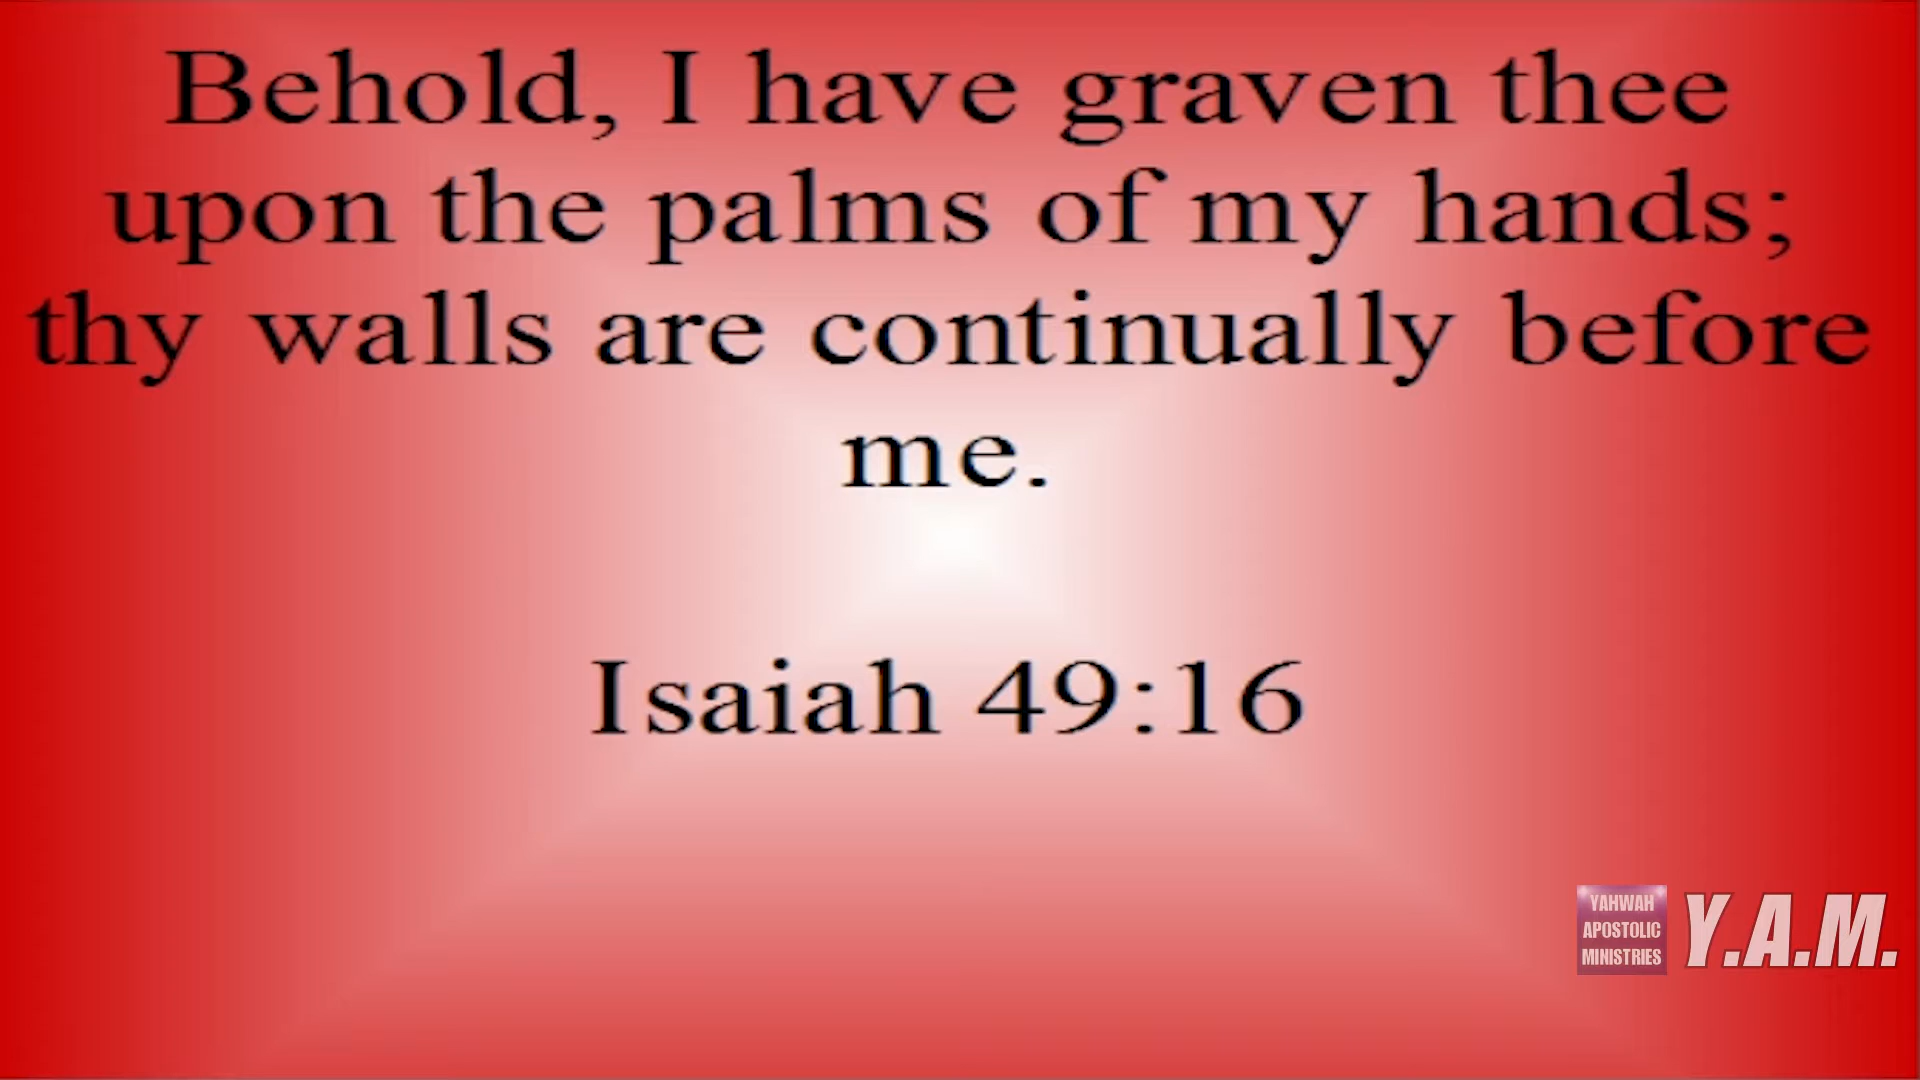 Behold, I have graven thee
upon the palms of my hands;
thy walls are continually before
me.
Isaiah 49:16
YAHWAH
APOSTOLIC
MINISTRIES
Y.A.M.